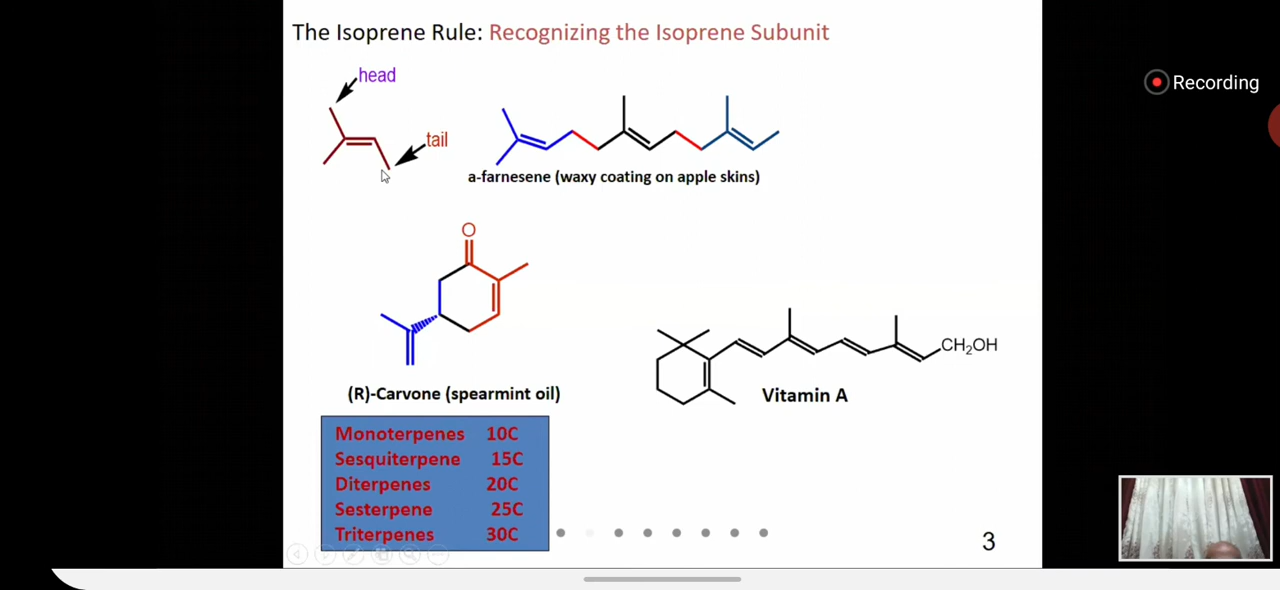 The Isoprene Rule: Recognizing the Isoprene Subunit
head
tail
Recording
a-farnesene (waxy coating on apple skins)
O
(R)-Carvone (spearmint oil)
CH₂OH
Vitamin A
Monoterpenes 10C
Sesquiterpene 15C
Diterpenes 20C
Sesterpene 25C
Triterpenes 30C
3